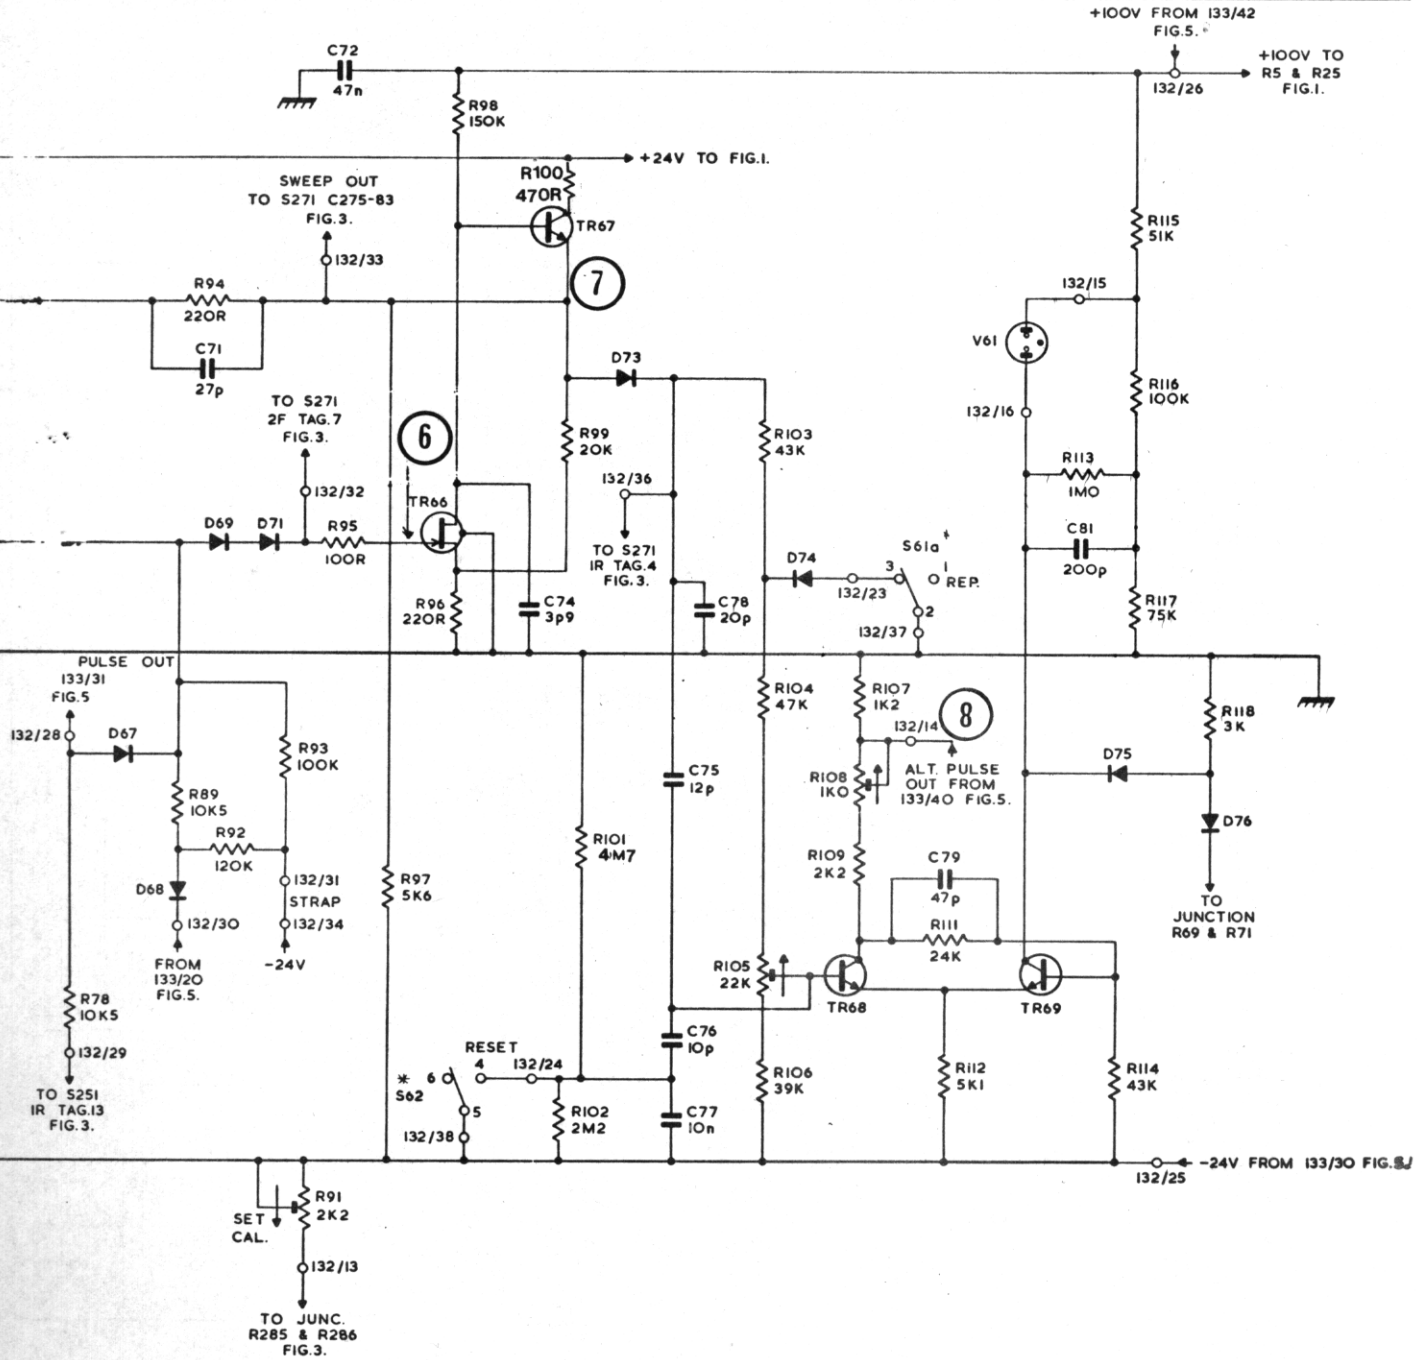 +100V FROM 133/42
FIG.5.
+100V TO
R5 & R25
FIG.1.
132/26
C72
47n
R98
150K
+24V TO FIG.1.
R100
470R
TR67
SWEEP OUT
TO S271 C275-83
FIG.3.
132/33
7
R94
220R
C71
27p
R115
51K
132/15
V61
D73
R116
100K
132/16
TO S271
2F TAG.7
FIG.3.
6
R99
20K
R103
43K
R113
1M0
132/32
132/36
TR66
D69
D71
R95
100R
TO S271
1R TAG.4
FIG.3.
D74
S61a*
3
1
REP.
132/23
2
132/37
C81
200p
R96
220R
C74
3p9
C78
20p
R117
75K
PULSE OUT
133/31
FIG.5
132/28
D67
R93
100K
R104
47K
R107
1K2
8
132/14
R118
3K
R89
10K5
C75
12p
R108
1K0
ALT. PULSE
OUT FROM
133/40 FIG.5.
D75
D76
R92
120K
R101
4M7
R109
2K2
C79
47p
D68
132/31
STRAP
132/30
132/34
R97
5K6
R111
24K
TO
JUNCTION
R69 & R71
FROM
133/20
FIG.5.
-24V
R105
22K
TR68
TR69
R78
10K5
132/29
C76
10p
RESET
4
132/24
* 6
S62
5
132/38
R106
39K
R112
5K1
R114
43K
TO S251
1R TAG.13
FIG.3.
R102
2M2
C77
10n
-24V FROM 133/30 FIG.5.
132/25
R91
2K2
SET
CAL.
132/13
TO JUNC.
R285 & R286
FIG.3.